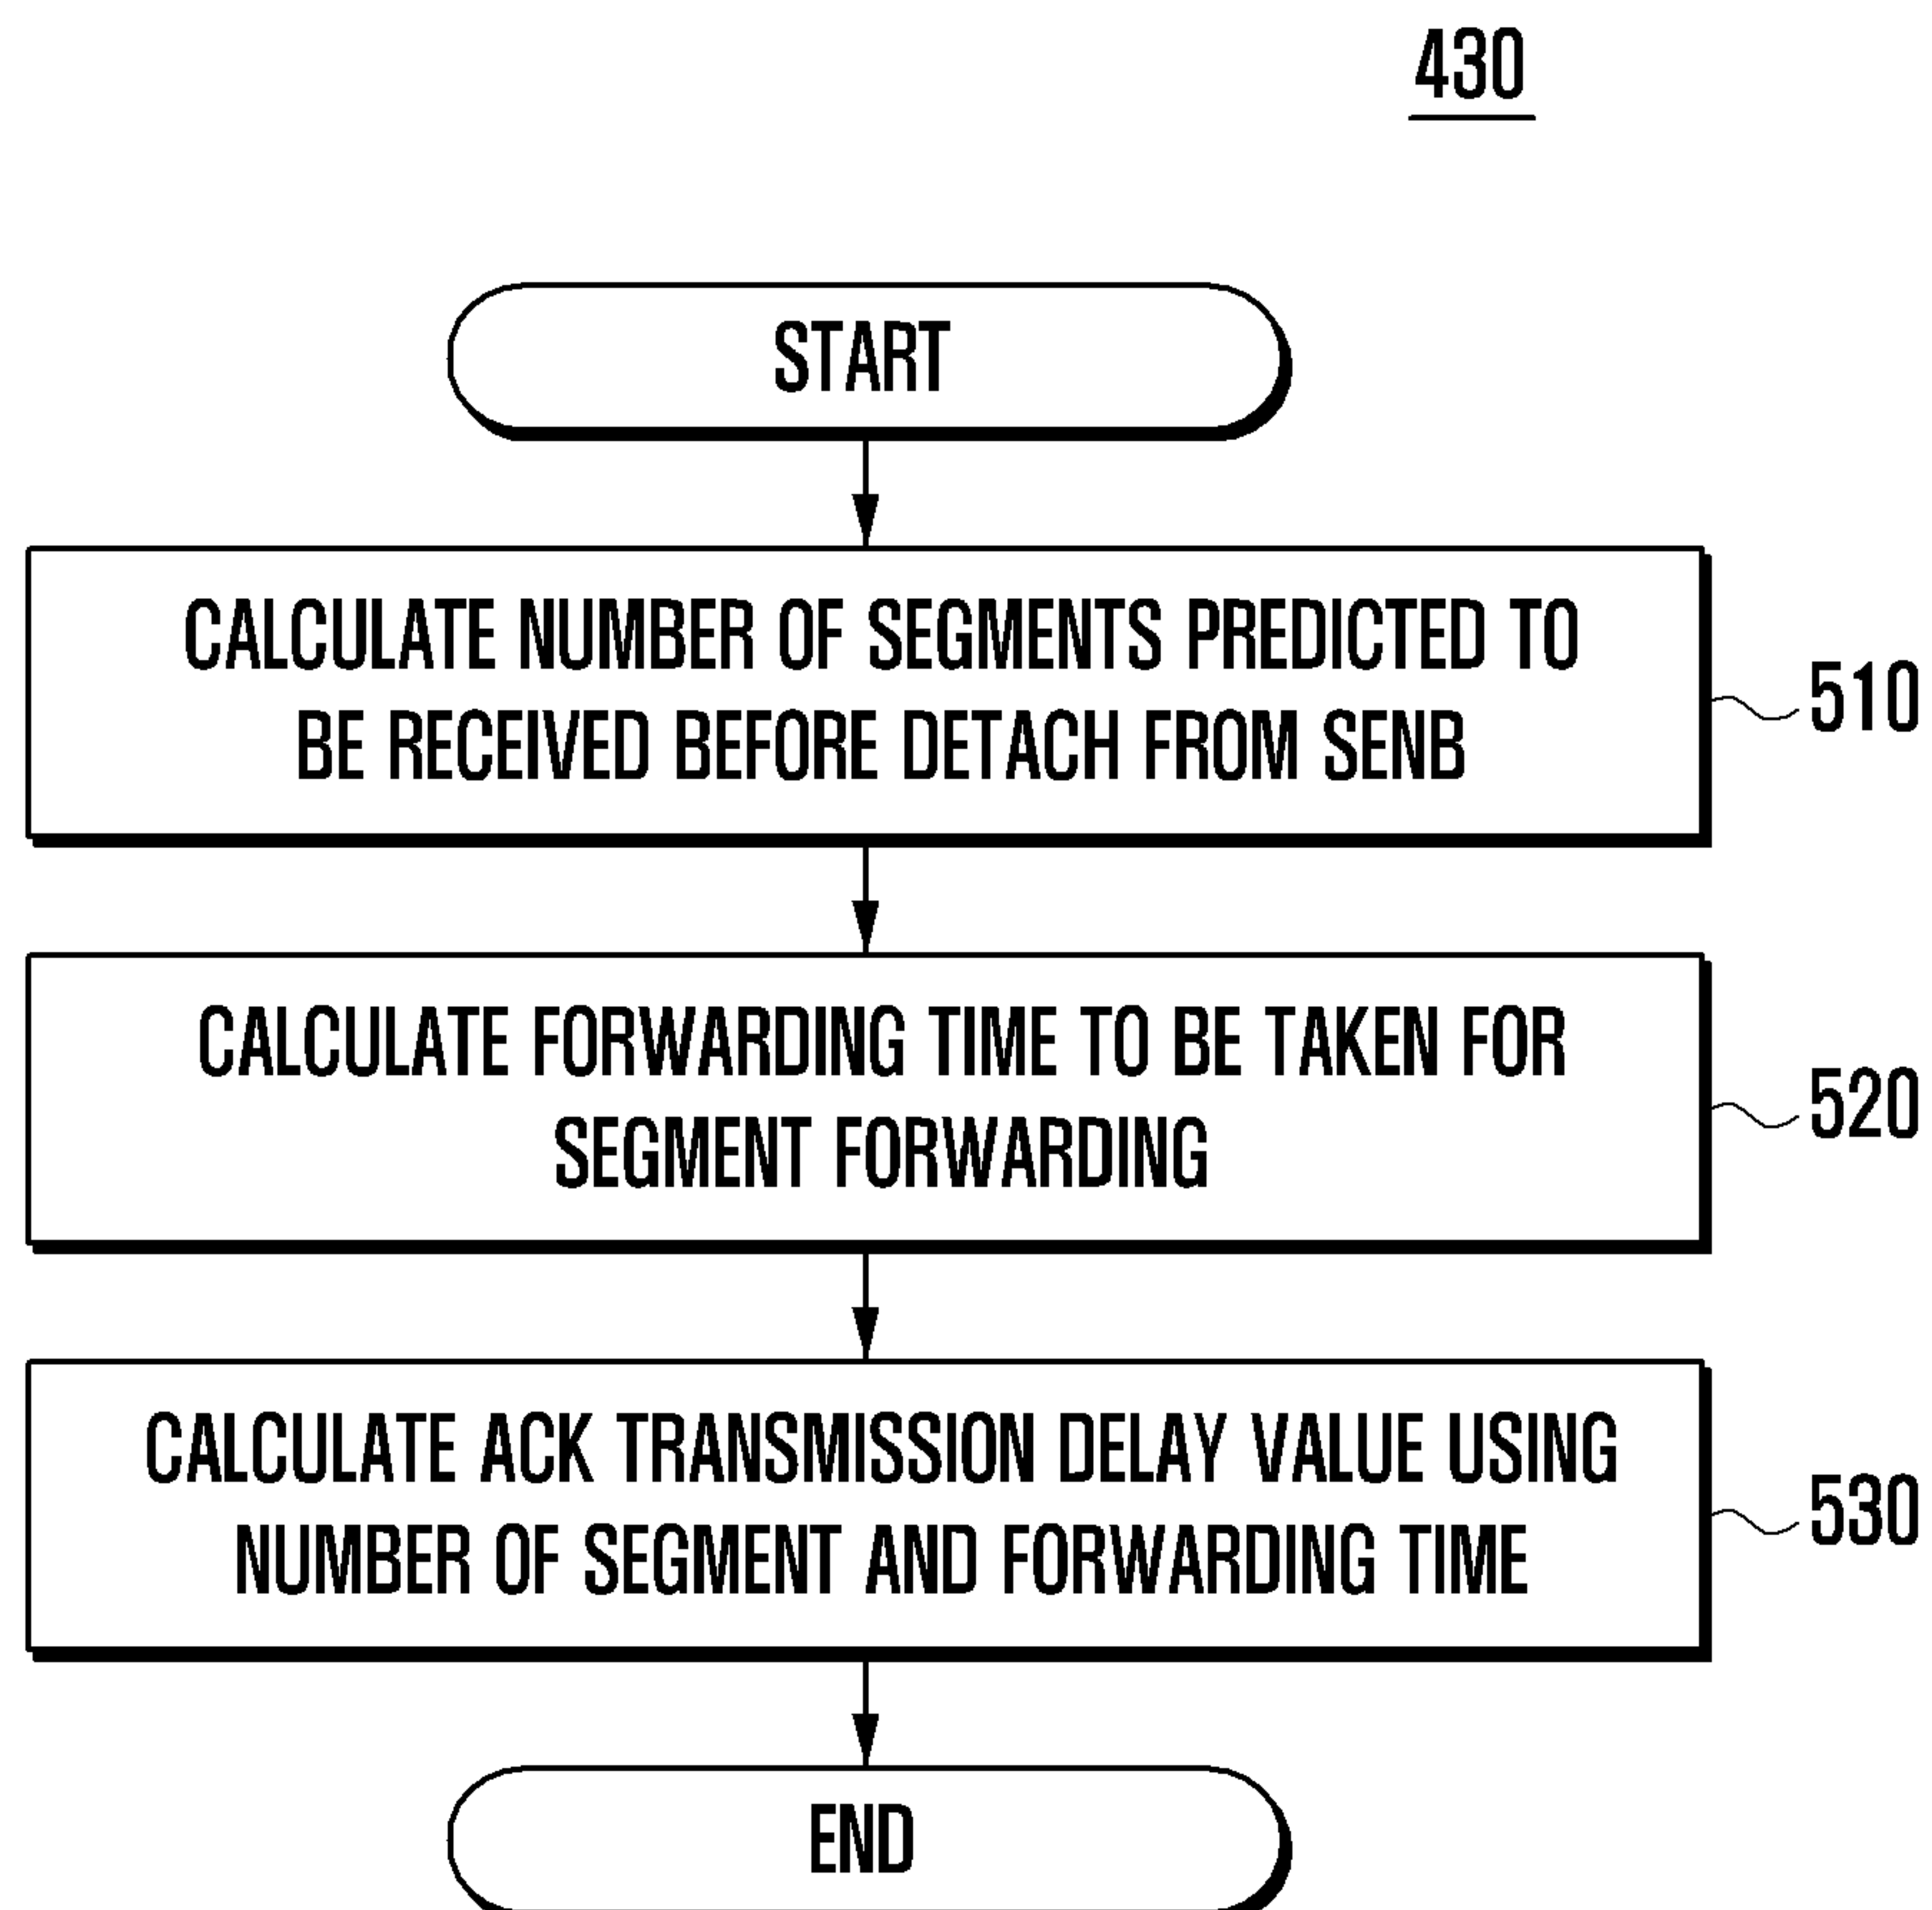 430
START
CALCULATE NUMBER OF SEGMENTS PREDICTED TO
BE RECEIVED BEFORE DETACH FROM SENB
510
CALCULATE FORWARDING TIME TO BE TAKEN FOR
SEGMENT FORWARDING
520
CALCULATE ACK TRANSMISSION DELAY VALUE USING
NUMBER OF SEGMENT AND FORWARDING TIME
530
END